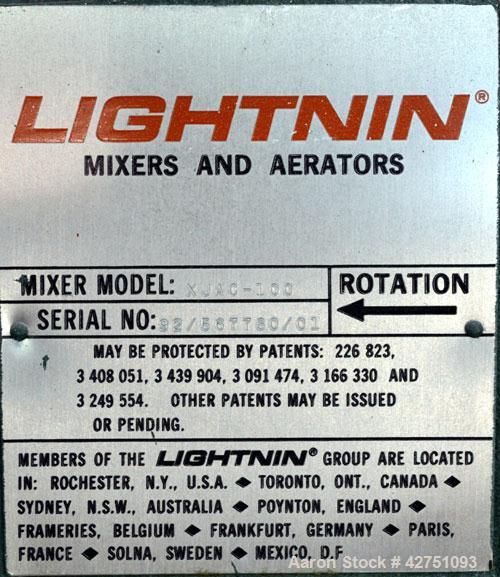 LIGHTNIN®
MIXERS AND AERATORS
MIXER MODEL: XJAC-100
ROTATION
SERIAL NO:
MAY BE PROTECTED BY PATENTS: 226 823,
3 408 051, 3 439 904, 3 091 474, 3 166 330 AND
3 249 554. OTHER PATENTS MAY BE ISSUED
OR PENDING.
MEMBERS OF THE LIGHTNIN® GROUP ARE LOCATED
IN: ROCHESTER, N.Y., U.S.A. ◆ TORONTO, ONT., CANADA ◆
SYDNEY, N.S.W., AUSTRALIA ◆ POYNTON, ENGLAND ◆
FRAMERIES, BELGIUM ◆ FRANKFURT, GERMANY ◆ PARIS,
FRANCE ◆ SOLNA, SWEDEN ◆ MEXICO, D.F.
Aaron Stock # 42751093